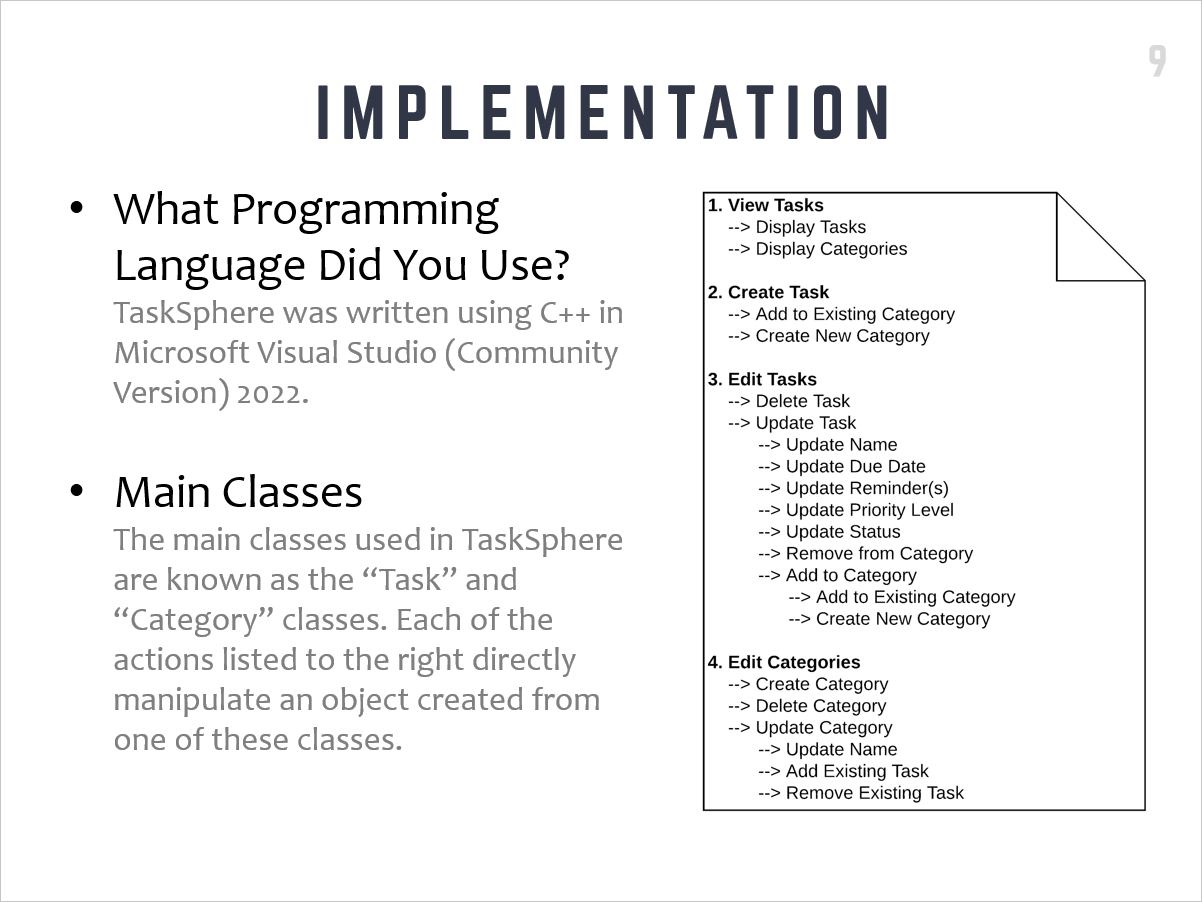 9
IMPLEMENTATION
• What Programming
Language Did You Use?
TaskSphere was written using C++ in
Microsoft Visual Studio (Community
Version) 2022.
• Main Classes
The main classes used in TaskSphere
are known as the “Task” and
“Category” classes. Each of the
actions listed to the right directly
manipulate an object created from
one of these classes.
1. View Tasks
--> Display Tasks
--> Display Categories
2. Create Task
--> Add to Existing Category
--> Create New Category
3. Edit Tasks
--> Delete Task
--> Update Task
--> Update Name
--> Update Due Date
--> Update Reminder(s)
--> Update Priority Level
--> Update Status
--> Remove from Category
--> Add to Category
--> Add to Existing Category
--> Create New Category
4. Edit Categories
--> Create Category
--> Delete Category
--> Update Category
--> Update Name
--> Add Existing Task
--> Remove Existing Task